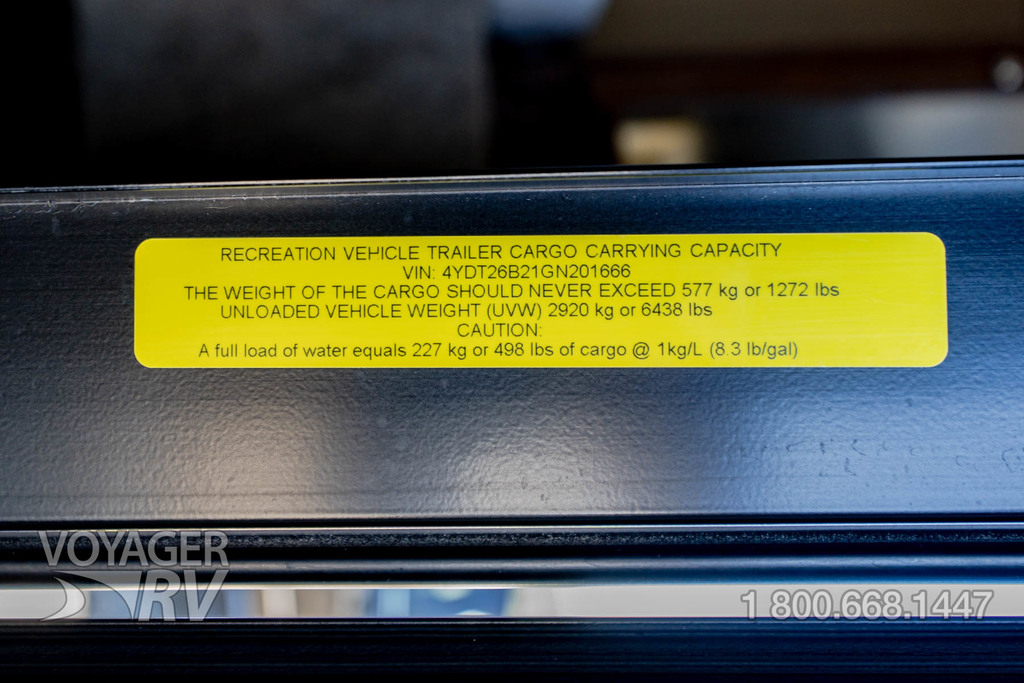 RECREATION VEHICLE TRAILER CARGO CARRYING CAPACITY
VIN: 4YDT26B21GN201666
THE WEIGHT OF THE CARGO SHOULD NEVER EXCEED 577 kg or 1272 lbs
UNLOADED VEHICLE WEIGHT (UVW) 2920 kg or 6438 lbs
CAUTION:
A full load of water equals 227 kg or 498 lbs of cargo @ 1kg/L (8.3 lb/gal)
VOYAGER
RV
1 800.668.1447